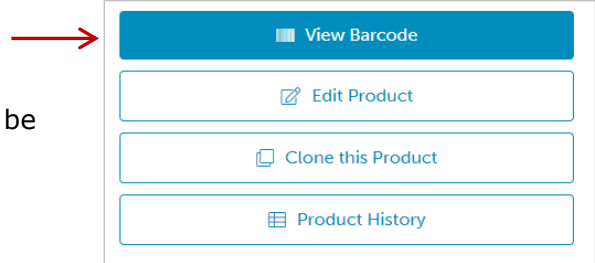 View Barcode
Edit Product
be
Clone this Product
Product History